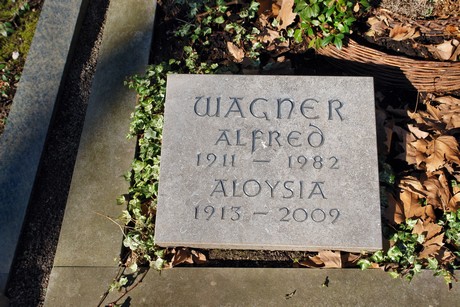 WAGNER
ALFRED
1911 – 1982
ALOYSIA
1913 – 2009